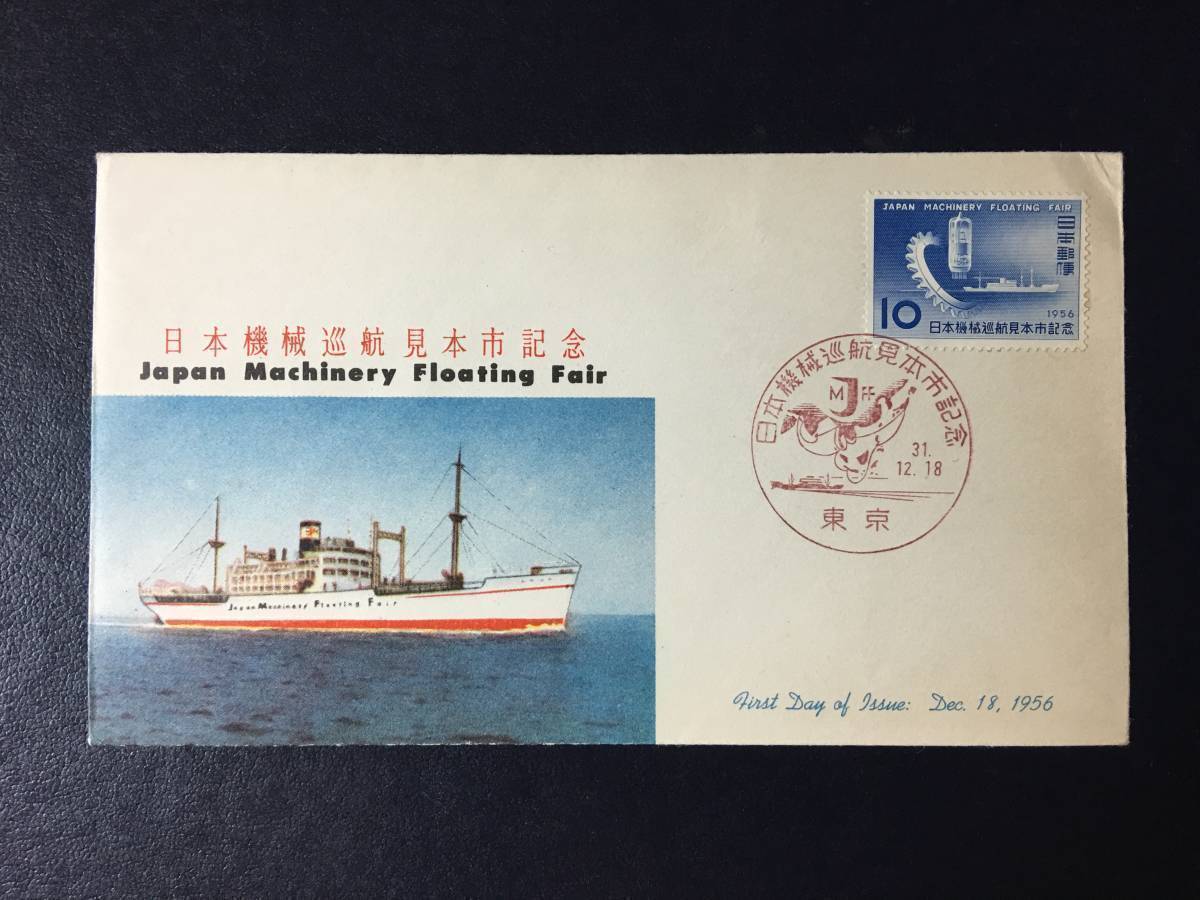 JAPAN MACHINERY FLOATING FAIR
日本郵便
10
1956
日本機械巡航見本市記念
日本機械巡航見本市記念
Japan Machinery Floating Fair
日本機械巡航見本市記念
M J F F
31.
12.18
東京
Japan Machinery Floating Fair
First Day of Issue: Dec. 18, 1956